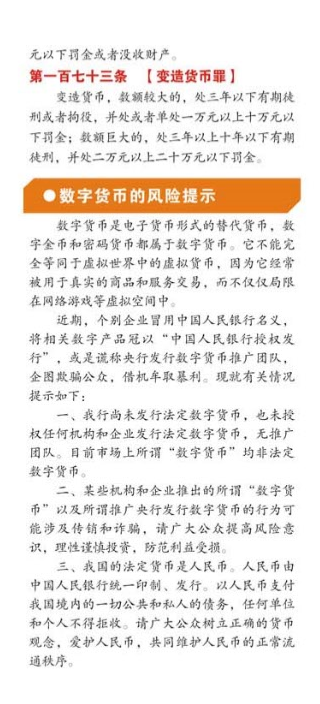 元以下罚金或者没收财产。
第一百七十三条 【变造货币罪】
变造货币，数额较大的，处三年以下有期徒
刑或者拘役，并处或者单处一万元以上十万元以
下罚金；数额巨大的，处三年以上十年以下有期
徒刑，并处二万元以上二十万元以下罚金。
●数字货币的风险提示
数字货币是电子货币形式的替代货币，数
字金币和密码货币都属于数字货币。它不能完
全等同于虚拟世界中的虚拟货币，因为它经常
被用于真实的商品和服务交易，而不仅仅局限
在网络游戏等虚拟空间中。
近期，个别企业冒用中国人民银行名义，
将相关数字产品冠以“中国人民银行授权发
行”，或是谎称央行发行数字货币推广团队，
企图欺骗公众，借机牟取暴利。现就有关情况
提示如下：
一、我行尚未发行法定数字货币，也未授
权任何机构和企业发行法定数字货币，无推广
团队。目前市场上所谓“数字货币”均非法定
数字货币。
二、某些机构和企业推出的所谓“数字货
币”以及所谓推广央行发行数字货币的行为可
能涉及传销和诈骗，请广大公众提高风险意
识，理性谨慎投资，防范利益受损。
三、我国的法定货币是人民币。人民币由
中国人民银行统一印制、发行。以人民币支付
我国境内的一切公共和私人的债务，任何单位
和个人不得拒收。请广大公众树立正确的货币
观念，爱护人民币，共同维护人民币的正常流
通秩序。